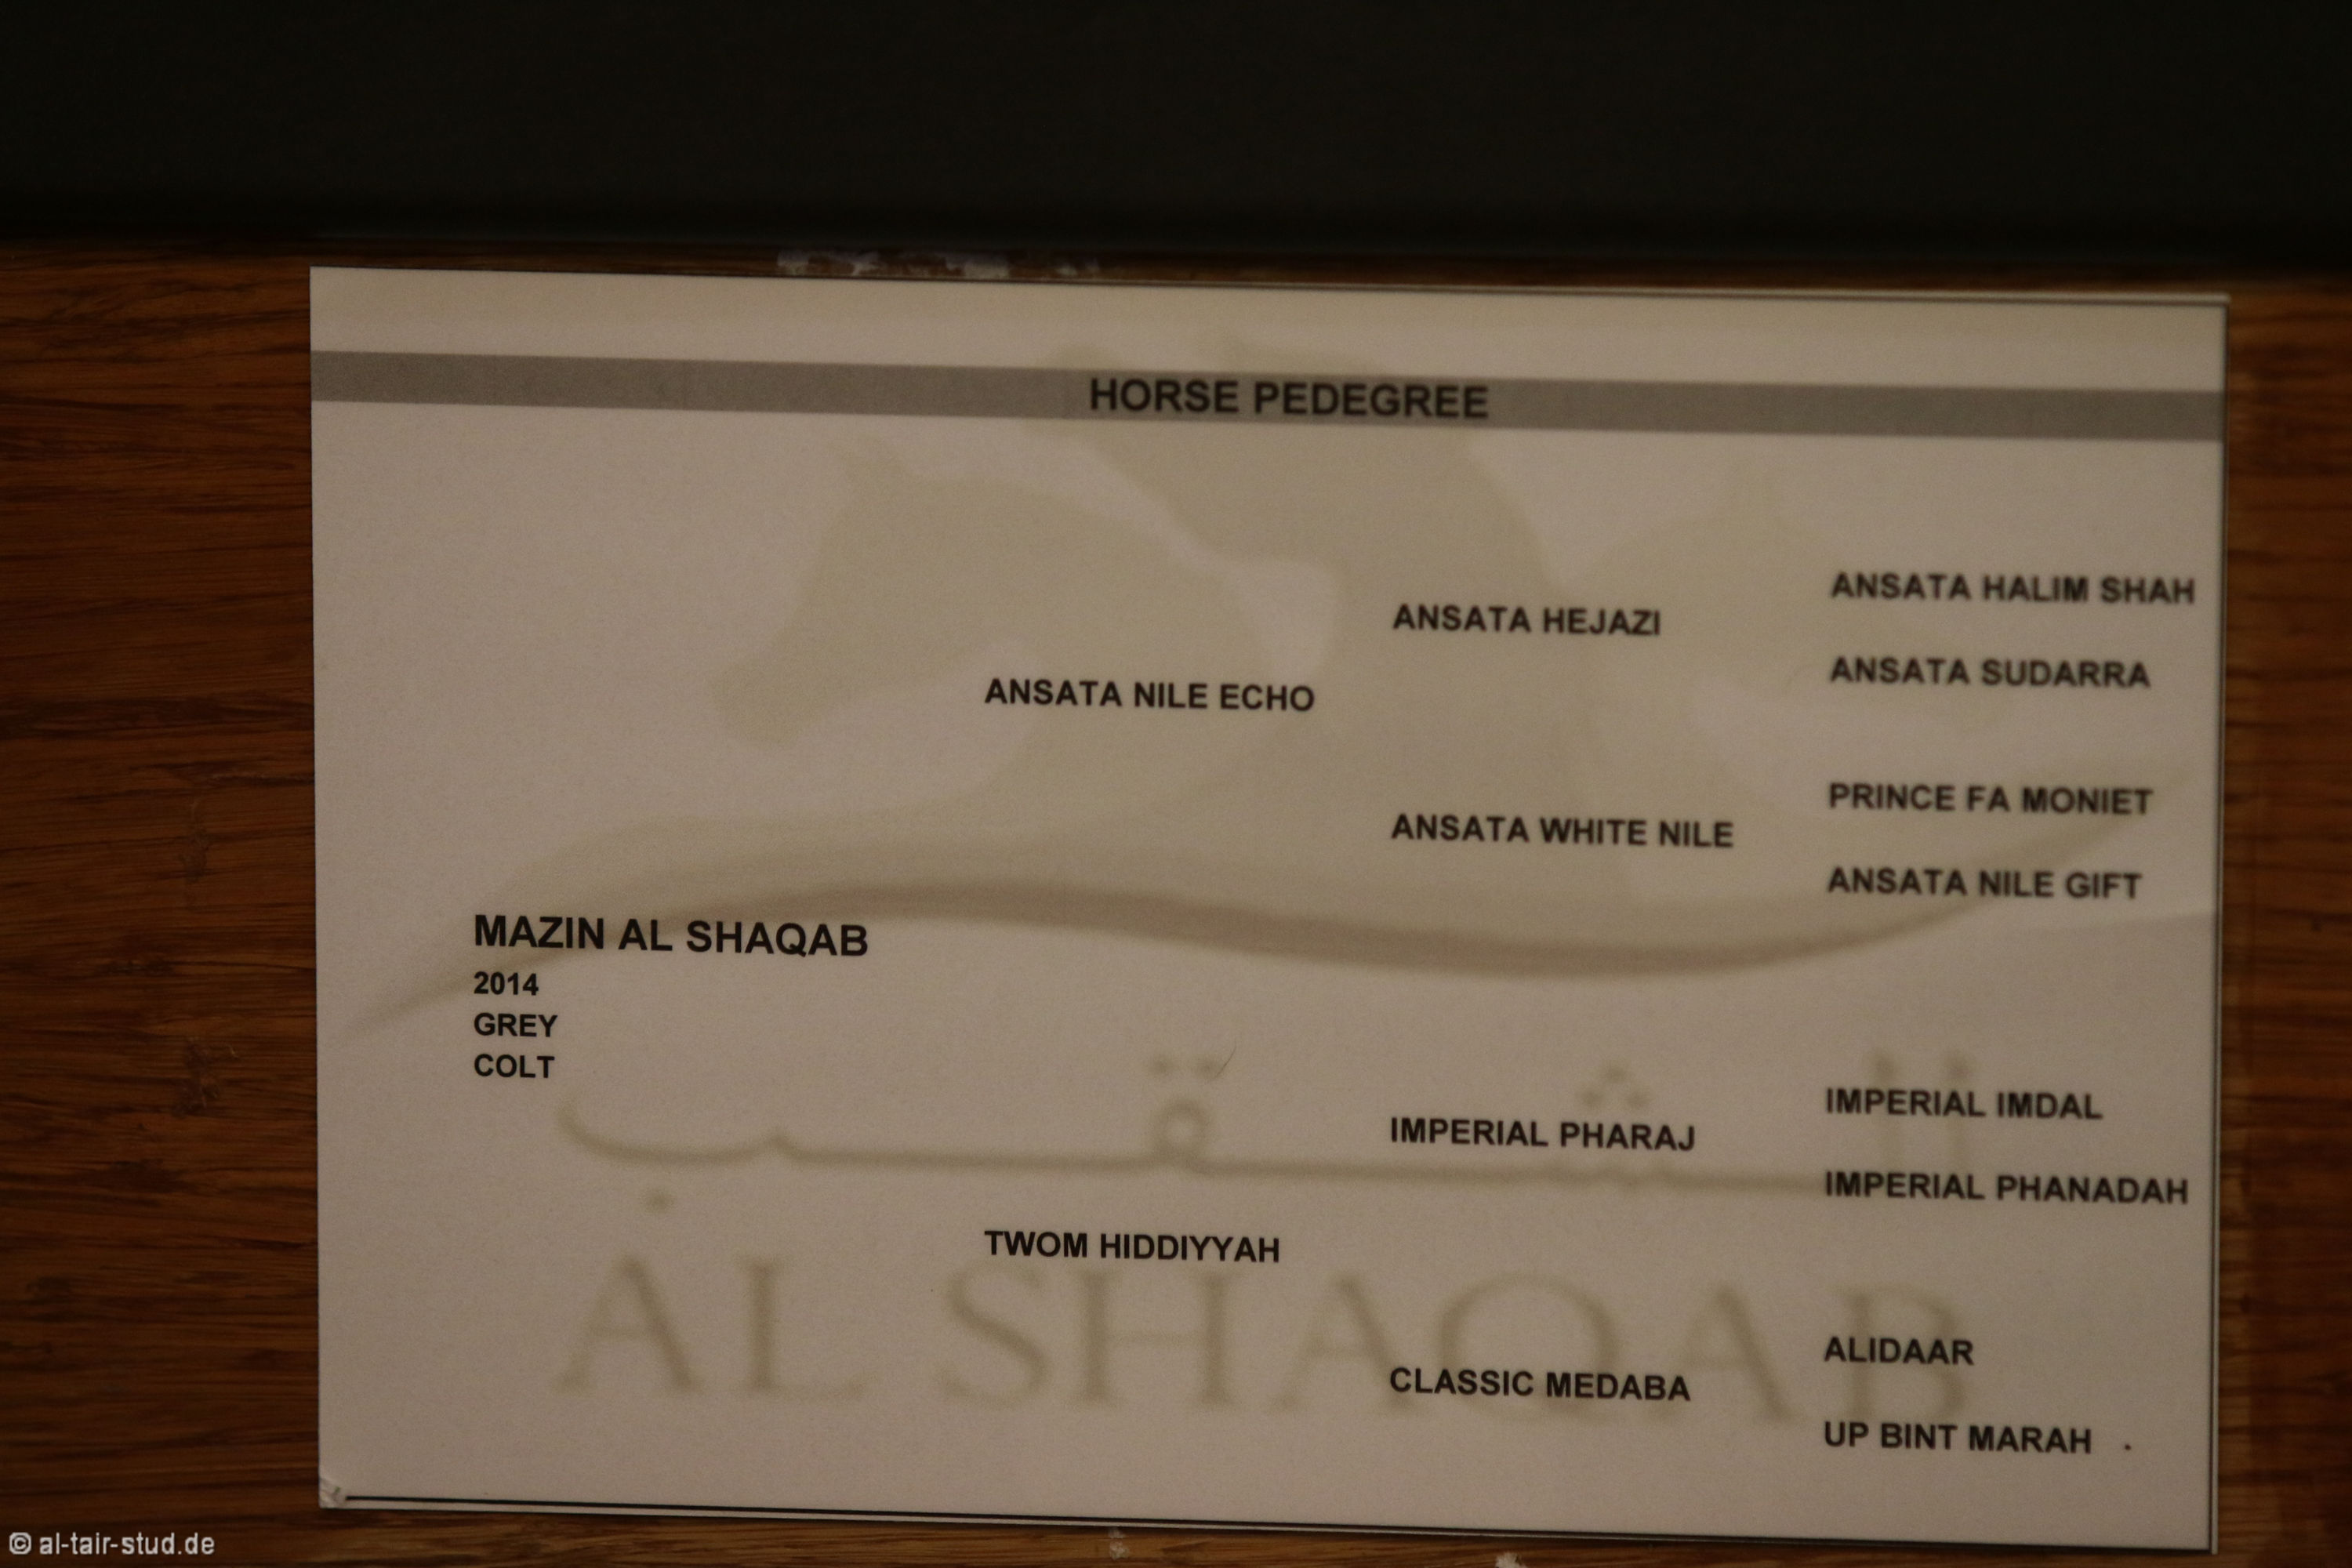 HORSE PEDEGREE
ANSATA HALIM SHAH
ANSATA HEJAZI
ANSATA SUDARRA
ANSATA NILE ECHO
PRINCE FA MONIET
ANSATA WHITE NILE
ANSATA NILE GIFT
MAZIN AL SHAQAB
2014
GREY
COLT
IMPERIAL IMDAL
IMPERIAL PHARAJ
IMPERIAL PHANADAH
TWOM HIDDIYYAH
ALIDAAR
CLASSIC MEDABA
UP BINT MARAH .
الشقب
AL SHAQAB
© al-tair-stud.de